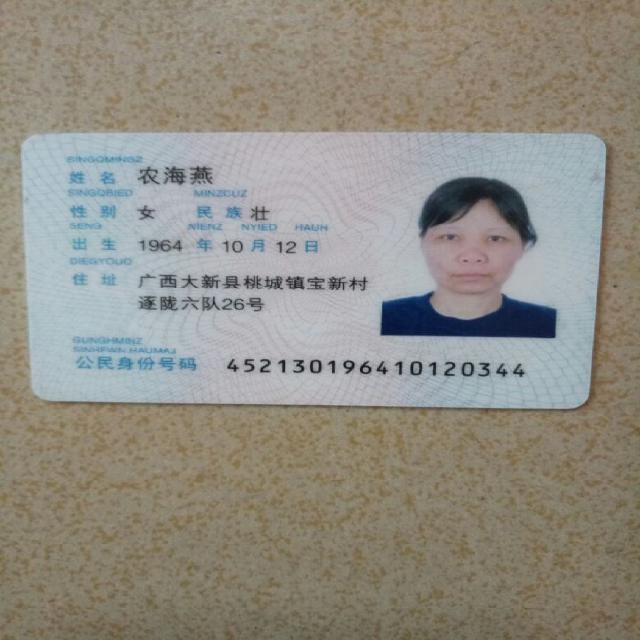 SINGQMINGZ
姓名 农海燕
SINGQBIED MINZCUZ
性别 女 民族 壮
SENG NIENZ NYIED HAUH
出生 1964 年 10 月 12 日
DIEGYOUQ
住址 广西大新县桃城镇宝新村
逐陇六队26号
GUNGHMINZ
SINHFWN HAUMAJ
公民身份号码 452130196410120344